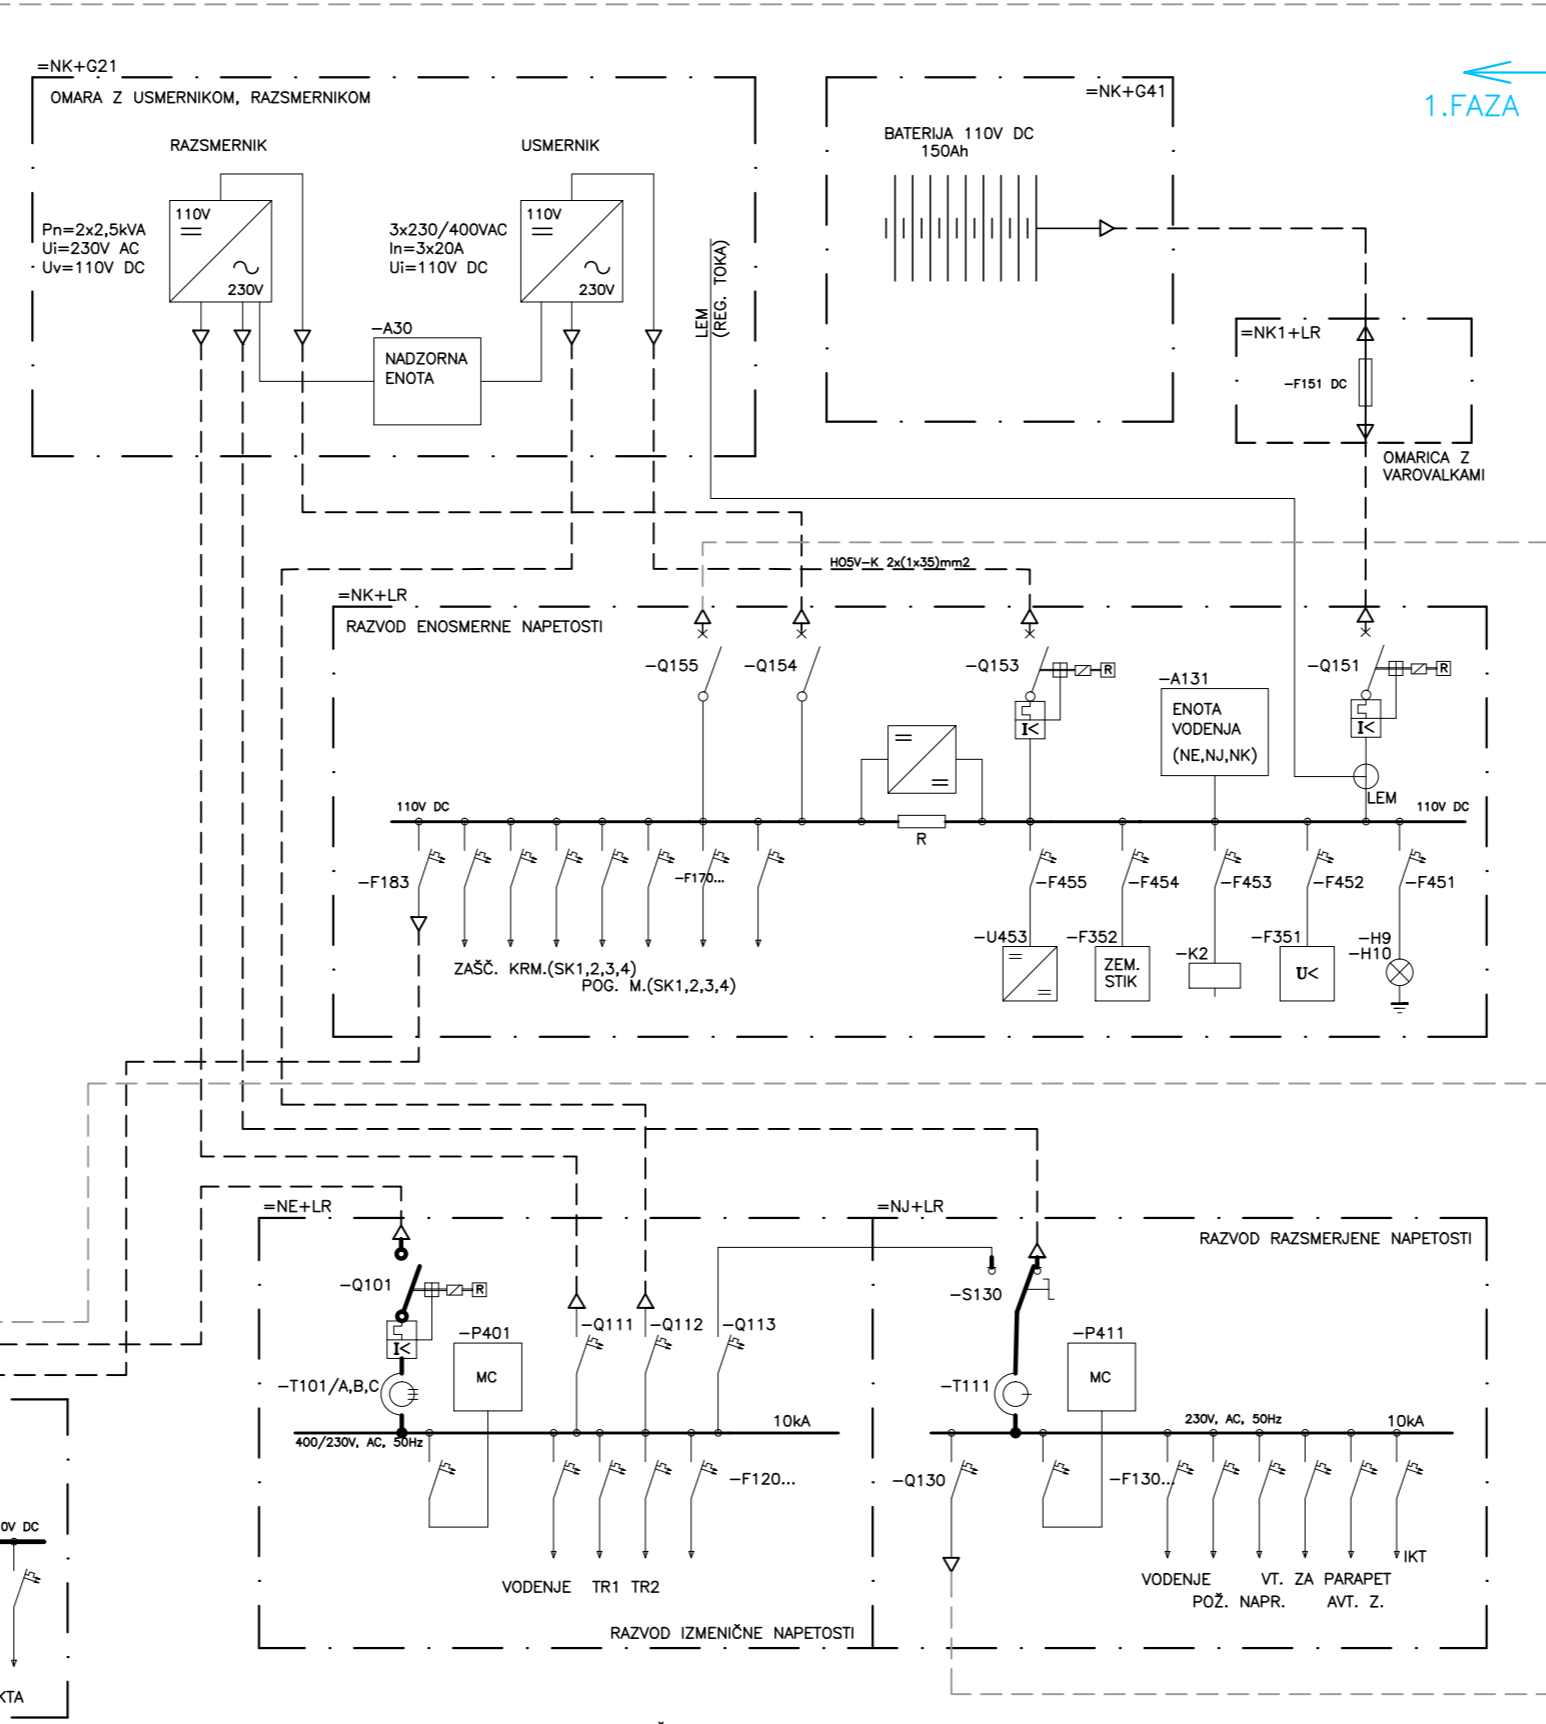 =NK+G21
OMARA Z USMERNIKOM, RAZSMERNIKOM
RAZSMERNIK
USMERNIK
110V
230V
Pn=2x2,5kVA
Ui=230V AC
Uv=110V DC
3x230/400VAC
In=3x20A
Ui=110V DC
110V
230V
-A30
NADZORNA
ENOTA
LEM
(REG. TOKA)
=NK+G41
BATERIJA 110V DC
150Ah
1.FAZA
=NK1+LR
-F151 DC
OMARICA Z
VAROVALKAMI
HO5V-K 2x(1x35)mm2
=NK+LR
RAZVOD ENOSMERNE NAPETOSTI
-Q155
-Q154
-Q153
R
I<
-A131
ENOTA
VODENJA
(NE,NJ,NK)
-Q151
R
I<
LEM
110V DC
110V DC
R
-F183
-F170...
-F455
-F454
-F453
-F452
-F451
ZAŠČ. KRM.(SK1,2,3,4)
POG. M.(SK1,2,3,4)
-U453
-F352
ZEM.
STIK
-K2
-F351
U<
-H9
-H10
=NE+LR
-Q101
R
I<
-T101/A,B,C
-P401
MC
-Q111
-Q112
-Q113
10kA
400/230V, AC, 50Hz
-F120...
VODENJE TR1 TR2
RAZVOD IZMENIČNE NAPETOSTI
=NJ+LR
RAZVOD RAZSMERJENE NAPETOSTI
-S130
-T111
-P411
MC
230V, AC, 50Hz
10kA
-Q130
-F130...
IKT
VODENJE
VT. ZA PARAPET
POŽ. NAPR.
AVT. Z.
0V DC
KTA